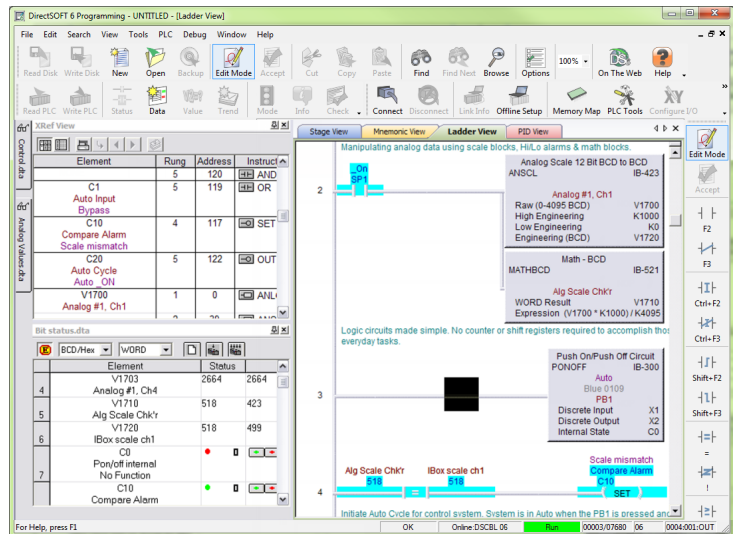 DirectSOFT 6 Programming - UNTITLED - [Ladder View]
File Edit Search View Tools PLC Debug Window Help
Read Disk Write Disk New Open Backup Edit Mode Accept Cut Copy Paste Find Find Next Browse Options 100% On The Web Help
Read PLC Write PLC Status Data Value Trend Mode Info Check Connect Disconnect Link Info Offline Setup Memory Map PLC Tools Configure I/O
Control.dta
Analog Values.dta
XRef View
Element Rung Address Instruct
5 120 AND
C1 5 119 OR
Auto Input
Bypass
C10 4 117 SET
Compare Alarm
Scale mismatch
C20 5 122 OUT
Auto Cycle
Auto _ON
V1700 1 0 ANL
Analog #1, Ch1
Bit status.dta
BCD/Hex WORD
Element Status
4 V1703 2664 2664
Analog #1, Ch4
5 V1710 518 423
Alg Scale Chk'r
6 V1720 518 499
IBox scale ch1
7 C0
Pon/off internal
No Function
C10
Compare Alarm
Stage View Mnemonic View Ladder View PID View
Manipulating analog data using scale blocks, Hi/Lo alarms & math blocks.
2
_On
SP1
Analog Scale 12 Bit BCD to BCD
ANSCL IB-423
Analog #1, Ch1
Raw (0-4095 BCD) V1700
High Engineering K1000
Low Engineering K0
Engineering (BCD) V1720
Math - BCD
MATHBCD IB-521
Alg Scale Chk'r
WORD Result V1710
Expression (V1700 * K1000) / K4095
Logic circuits made simple. No counter or shift registers required to accomplish thos
everyday tasks.
3
Push On/Push Off Circuit
PONOFF IB-300
Auto
Blue 0109
PB1
Discrete Input X1
Discrete Output X2
Internal State C0
Scale mismatch
Alg Scale Chk'r IBox scale ch1 Compare Alarm
518 518 C10
4 = SET
Initiate Auto Cycle for control system. System is in Auto when the PB1 is pressed and
Edit Mode
Accept
F2
F3
Ctrl+F2
Ctrl+F3
Shift+F2
Shift+F3
=
!
For Help, press F1 OK Online:DSCBL 06 Run 00003/07680 06 0004:001:OUT